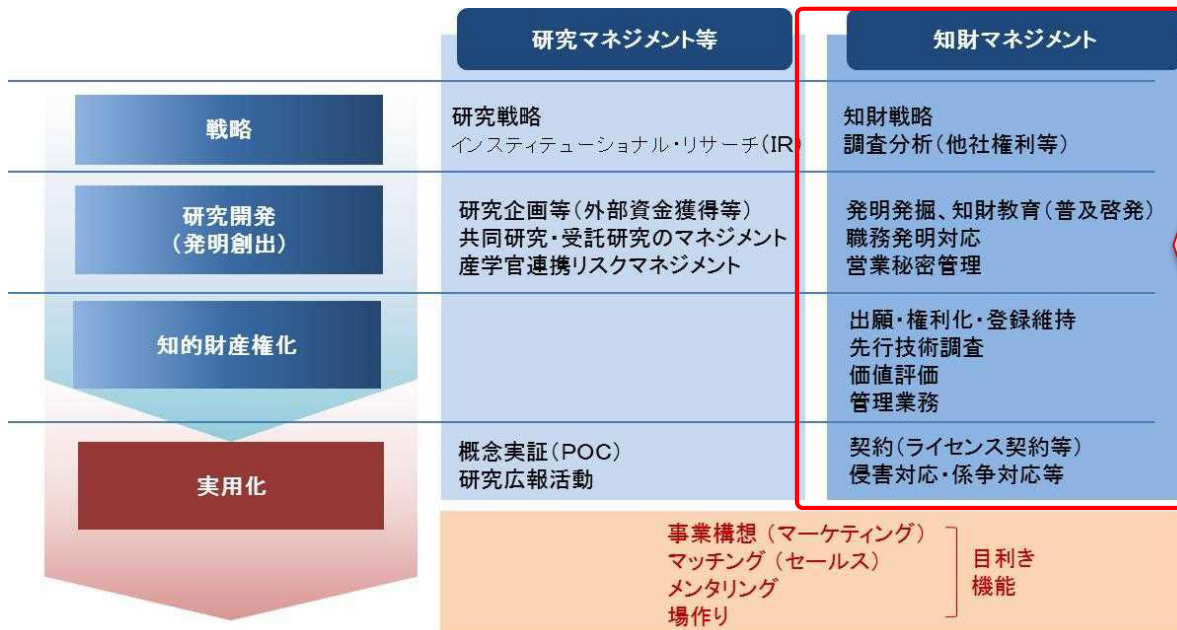 研究マネジメント等
知財マネジメント
戦略
研究戦略
インスティテューショナル・リサーチ(IR)
知財戦略
調査分析(他社権利等)
研究開発
(発明創出)
研究企画等(外部資金獲得等)
共同研究・受託研究のマネジメント
産学官連携リスクマネジメント
発明発掘、知財教育(普及啓発)
職務発明対応
営業秘密管理
知的財産権化
出願・権利化・登録維持
先行技術調査
価値評価
管理業務
実用化
概念実証(POC)
研究広報活動
契約(ライセンス契約等)
侵害対応・係争対応等
事業構想(マーケティング)
マッチング(セールス)
メンタリング
場作り
目利き
機能